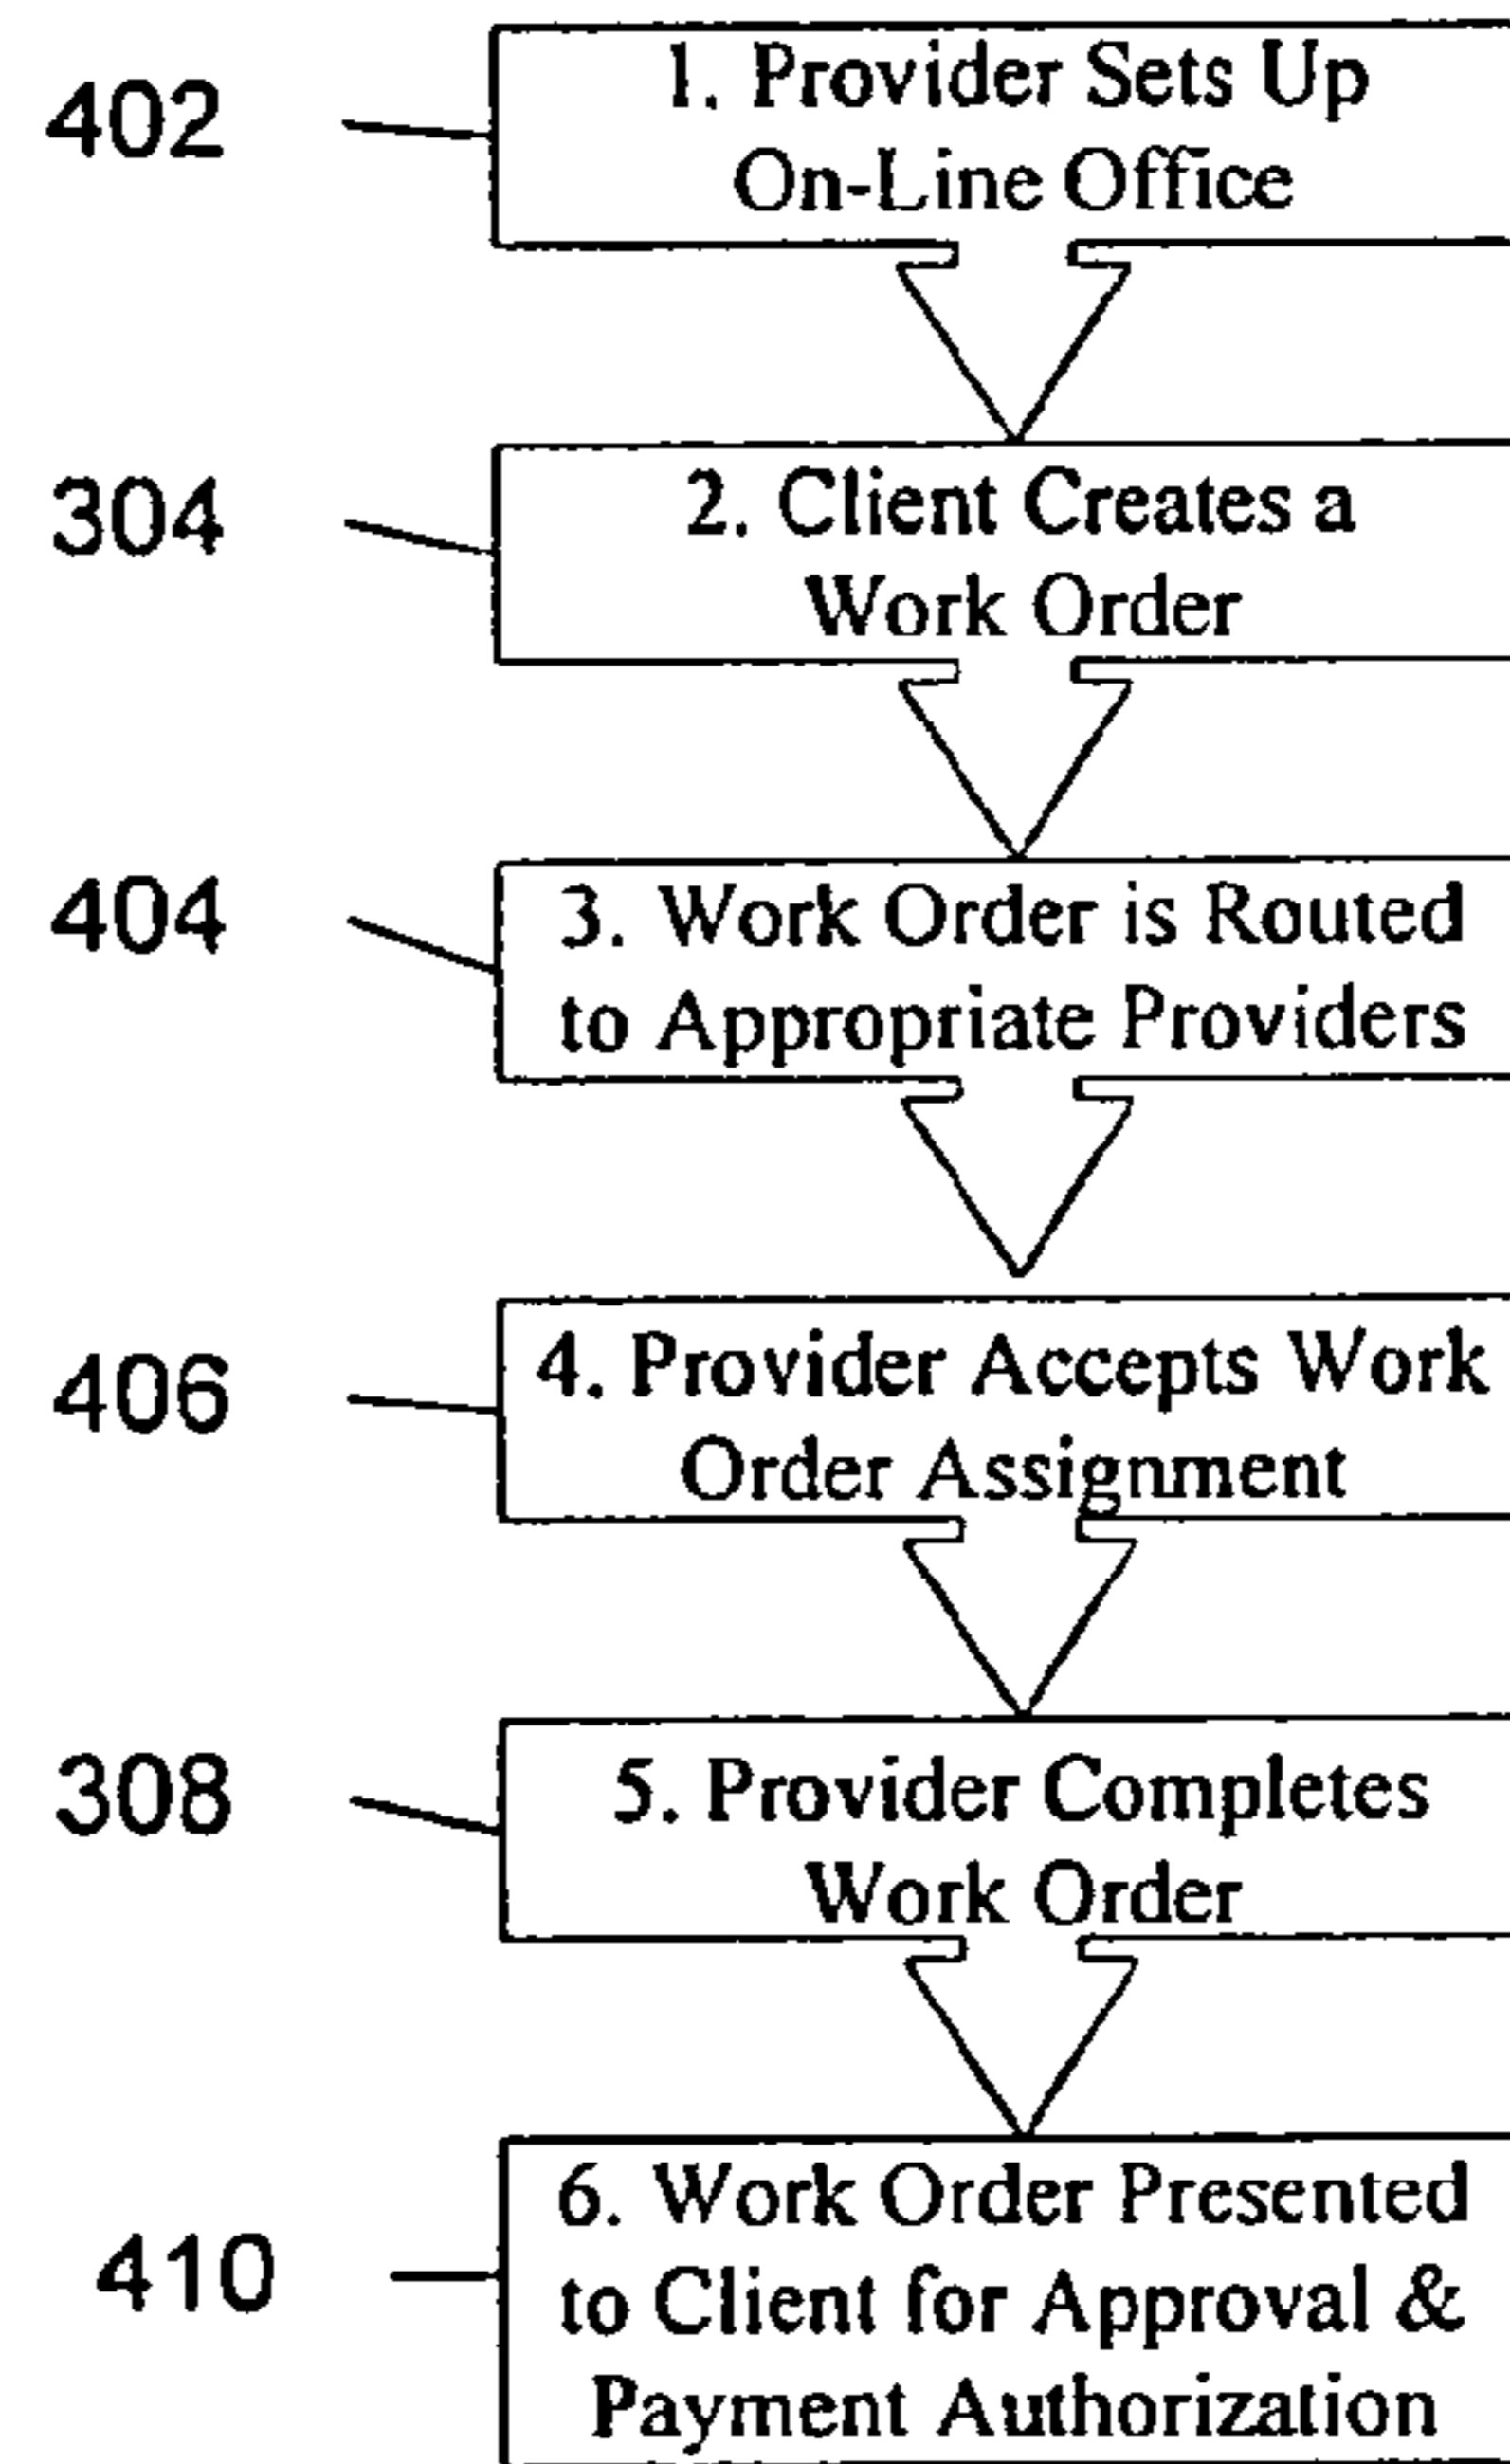 402
1. Provider Sets Up
On-Line Office
304
2. Client Creates a
Work Order
404
3. Work Order is Routed
to Appropriate Providers
406
4. Provider Accepts Work
Order Assignment
308
5. Provider Completes
Work Order
410
6. Work Order Presented
to Client for Approval &
Payment Authorization